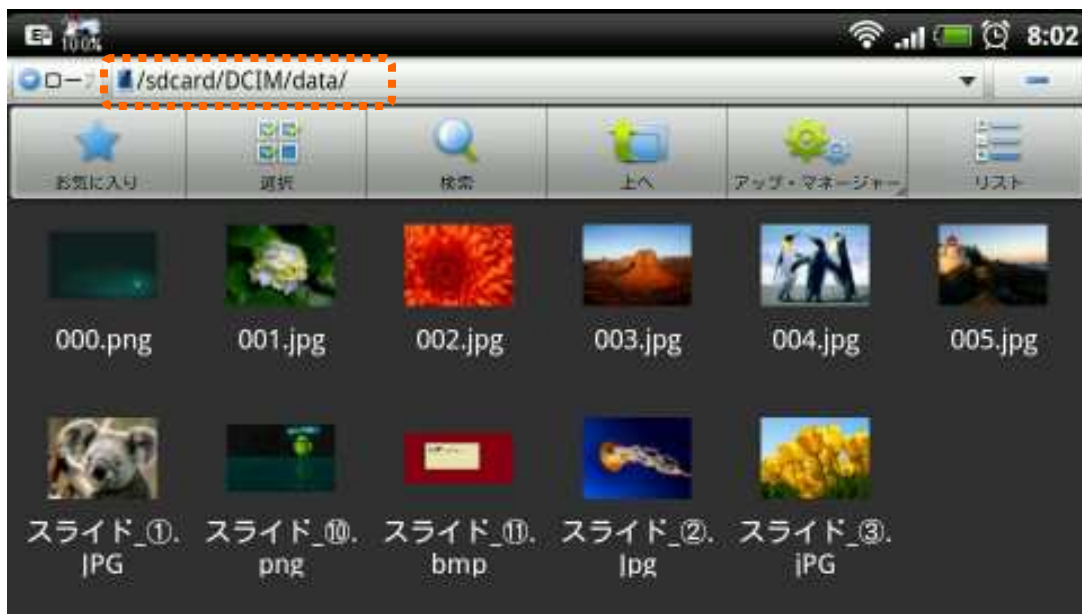 E 100% 8:02
ロー /sdcard/DCIM/data/
お気に入り 選択 検索 上へ アップ・マネージャー リスト
000.png 001.jpg 002.jpg 003.jpg 004.jpg 005.jpg
スライド_①. スライド_⑩. スライド_⑪. スライド_②. スライド_③.
JPG png bmp Jpg jPG